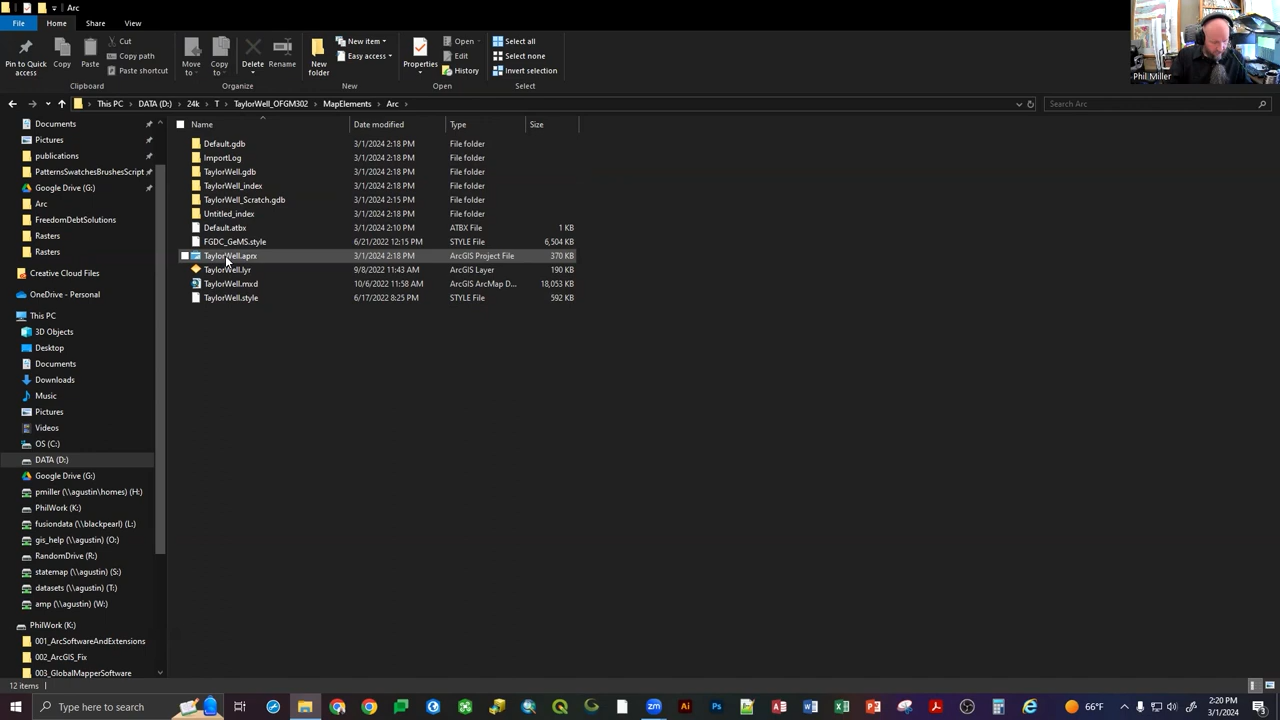 Arc
File
Home
Share
View
Pin to Quick access
Copy
Paste
Cut
Copy path
Paste shortcut
Clipboard
Move to
Copy to
Delete
Rename
Organize
New folder
New item
Easy access
New
Properties
Open
Edit
History
Open
Select all
Select none
Invert selection
Select
Phil Miller
This PC > DATA (D:) > 24k > T > TaylorWell_OFGM302 > MapElements > Arc >
Search Arc
Name Date modified Type Size
Default.gdb 3/1/2024 2:18 PM File folder
ImportLog 3/1/2024 2:18 PM File folder
TaylorWell.gdb 3/1/2024 2:18 PM File folder
TaylorWell_index 3/1/2024 2:18 PM File folder
TaylorWell_Scratch.gdb 3/1/2024 2:15 PM File folder
Untitled_index 3/1/2024 2:18 PM File folder
Default.atbx 3/1/2024 2:10 PM ATBX File 1 KB
FGDC_GeMS.style 6/21/2022 12:15 PM STYLE File 6,504 KB
TaylorWell.aprx 3/1/2024 2:18 PM ArcGIS Project File 370 KB
TaylorWell.lyr 9/8/2022 11:43 AM ArcGIS Layer 190 KB
TaylorWell.mxd 10/6/2022 11:58 AM ArcGIS ArcMap D... 18,053 KB
TaylorWell.style 6/17/2022 8:25 PM STYLE File 592 KB
Documents
Pictures
publications
PatternsSwatchesBrushesScript
Google Drive (G:)
Arc
FreedomDebtSolutions
Rasters
Rasters
Creative Cloud Files
OneDrive - Personal
This PC
3D Objects
Desktop
Documents
Downloads
Music
Pictures
Videos
OS (C:)
DATA (D:)
Google Drive (G:)
pmiller (\\agustin\homes) (H:)
PhilWork (K:)
fusiondata (\\blackpearl) (L:)
gis_help (\\agustin) (O:)
RandomDrive (R:)
statemap (\\agustin) (S:)
datasets (\\agustin) (T:)
amp (\\agustin) (W:)
PhilWork (K:)
001_ArcSoftwareAndExtensions
002_ArcGIS_Fix
003_GlobalMapperSoftware
12 items
Type here to search
66°F
2:20 PM
3/1/2024